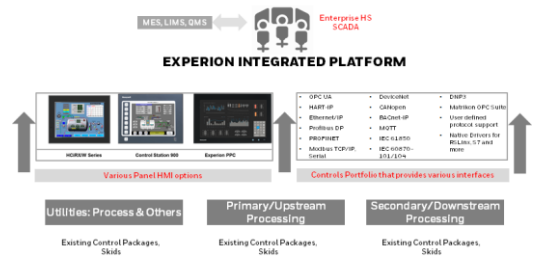 MES, LIMS, QMS
Enterprise HS
SCADA
EXPERION INTEGRATED PLATFORM
HC/RX/W Series
Control Station 900
Experion PPC
Various Panel HMI options
• OPC UA
• HART-IP
• Ethernet/IP
• Profibus DP
• PROFINET
• Modbus TCP/IP,
Serial
• DeviceNet
• CANopen
• BACnet-IP
• MQTT
• IEC 61850
• IEC 60870-
101/104
• DNP3
• Matrikon OPC Suite
• User defined
protocol support
• Native Drivers for
RSLinx, S7 and
more
Controls Portfolio that provides various interfaces
Utilities: Process & Others
Primary/Upstream
Processing
Secondary/Downstream
Processing
Existing Control Packages,
Skids
Existing Control Packages,
Skids
Existing Control Packages,
Skids